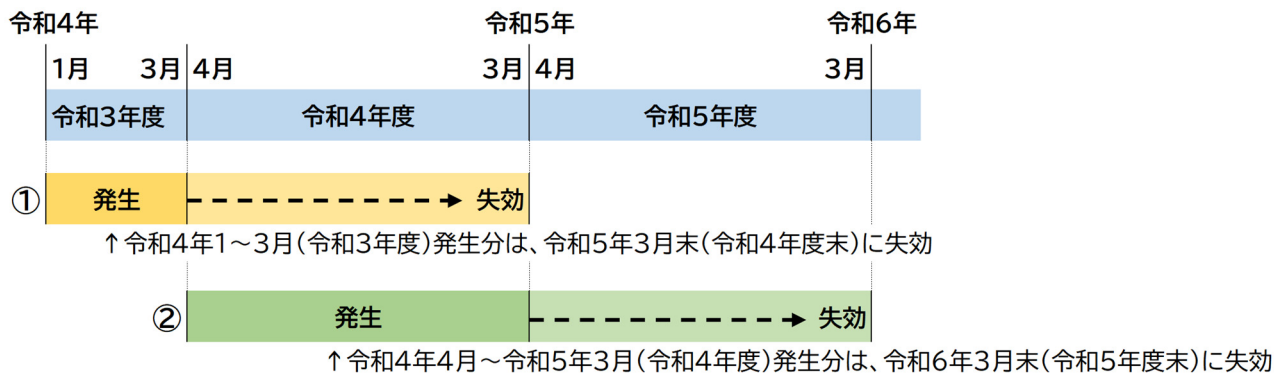 令和4年 令和5年 令和6年
1月 3月 4月 3月 4月 3月
令和3年度 令和4年度 令和5年度
① 発生 失効
↑令和4年1～3月(令和3年度)発生分は、令和5年3月末(令和4年度末)に失効
② 発生 失効
↑令和4年4月～令和5年3月(令和4年度)発生分は、令和6年3月末(令和5年度末)に失効